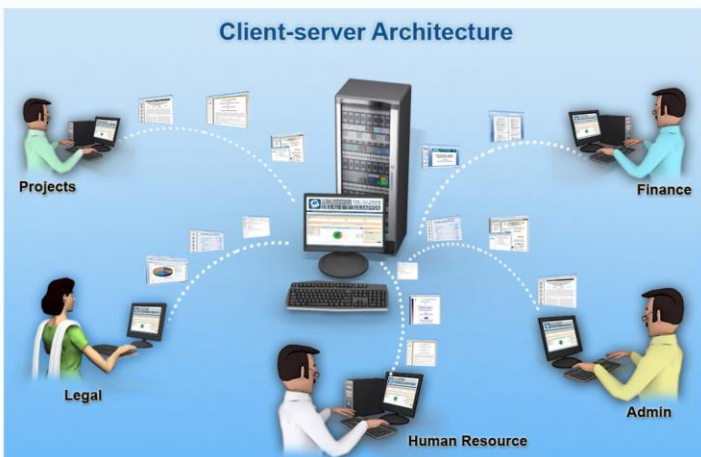 Client-server Architecture
Projects
Finance
Legal
Admin
Human Resource